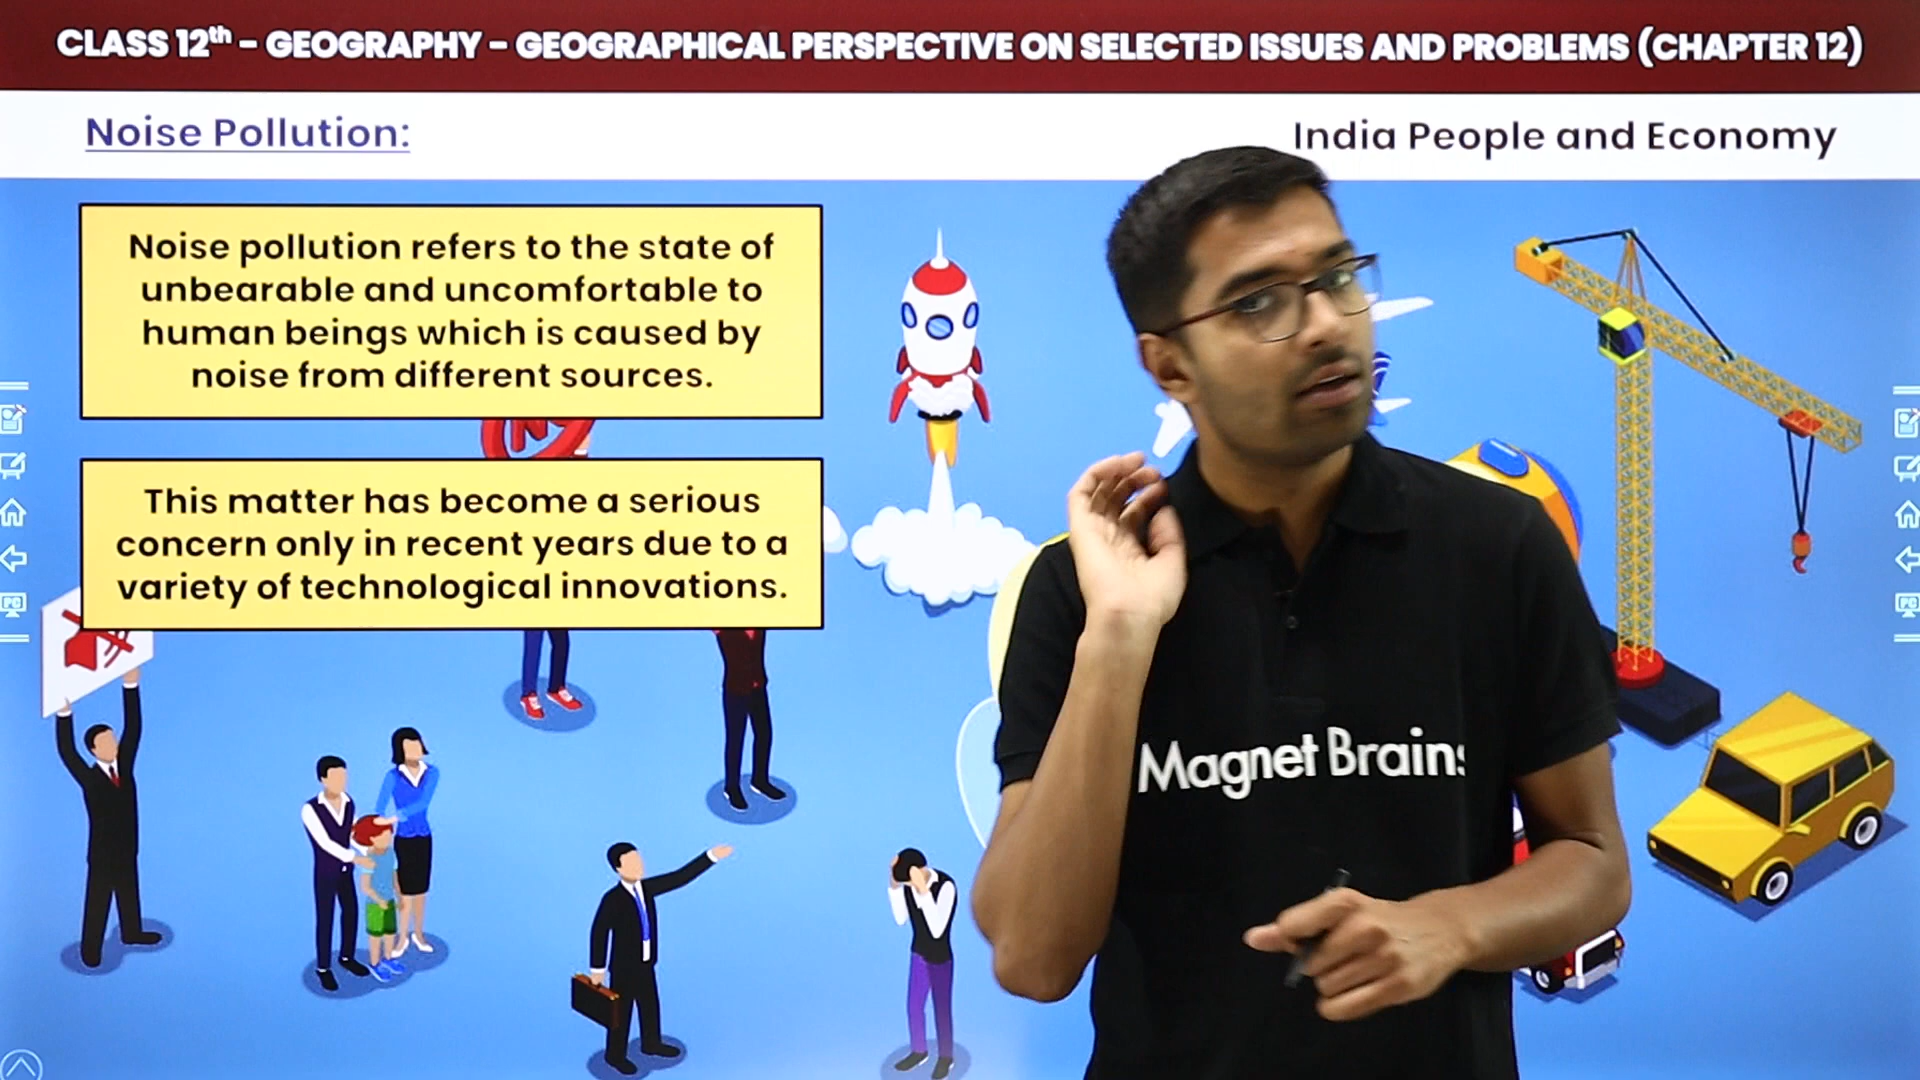 CLASS 12th – GEOGRAPHY – GEOGRAPHICAL PERSPECTIVE ON SELECTED ISSUES AND PROBLEMS (CHAPTER 12)
Noise Pollution:
India People and Economy
Noise pollution refers to the state of
unbearable and uncomfortable to
human beings which is caused by
noise from different sources.
This matter has become a serious
concern only in recent years due to a
variety of technological innovations.
Magnet Brains
PC
PC